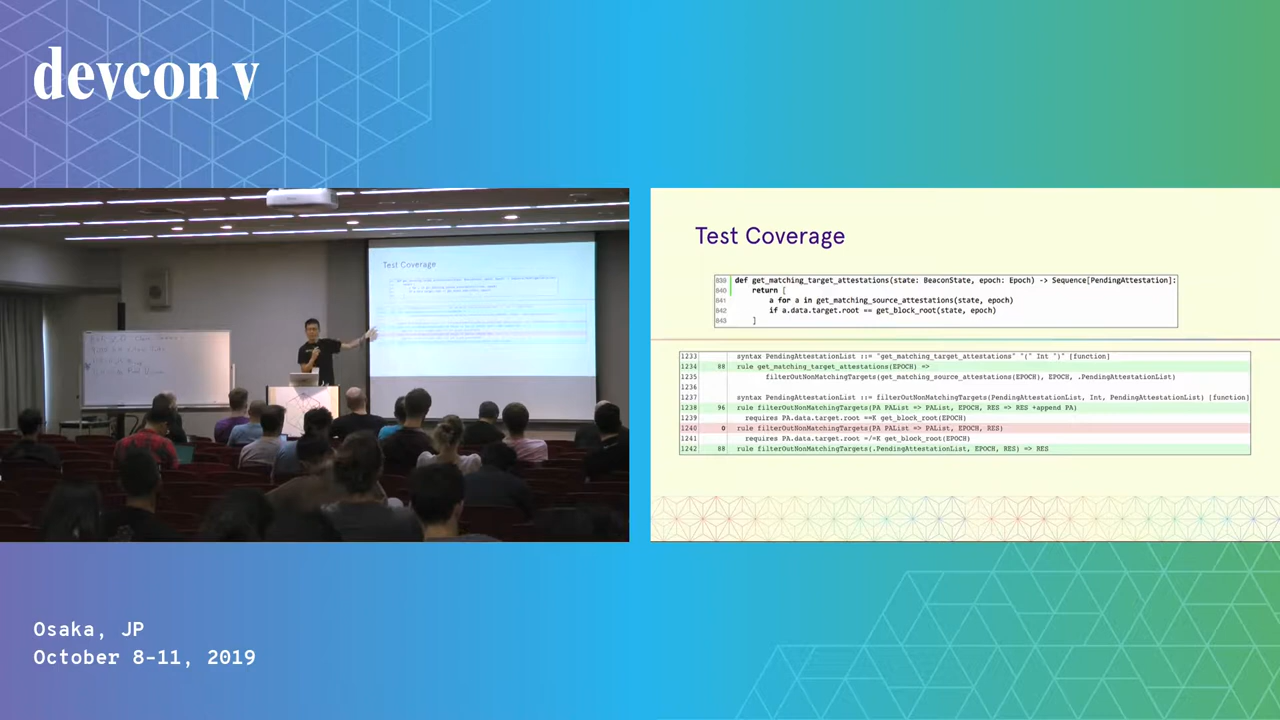 devcon v
Test Coverage
Test Coverage
839 def get_matching_target_attestations(state: BeaconState, epoch: Epoch) -> Sequence[PendingAttestation]:
840 return [
841 a for a in get_matching_source_attestations(state, epoch)
842 if a.data.target.root == get_block_root(state, epoch)
843 ]
1233 syntax PendingAttestationList ::= "get_matching_target_attestations" "(" Int ")" [function]
1234 88 rule get_matching_target_attestations(EPOCH) =>
1235 filterOutNonMatchingTargets(get_matching_source_attestations(EPOCH), EPOCH, .PendingAttestationList)
1236
1237 syntax PendingAttestationList ::= filterOutNonMatchingTargets(PendingAttestationList, Int, PendingAttestationList) [function]
1238 96 rule filterOutNonMatchingTargets(PA PAList => PAList, EPOCH, RES => RES +append PA)
1239 requires PA.data.target.root ==K get_block_root(EPOCH)
1240 0 rule filterOutNonMatchingTargets(PA PAList => PAList, EPOCH, RES)
1241 requires PA.data.target.root =/=K get_block_root(EPOCH)
1242 88 rule filterOutNonMatchingTargets(.PendingAttestationList, EPOCH, RES) => RES
Osaka, JP
October 8-11, 2019